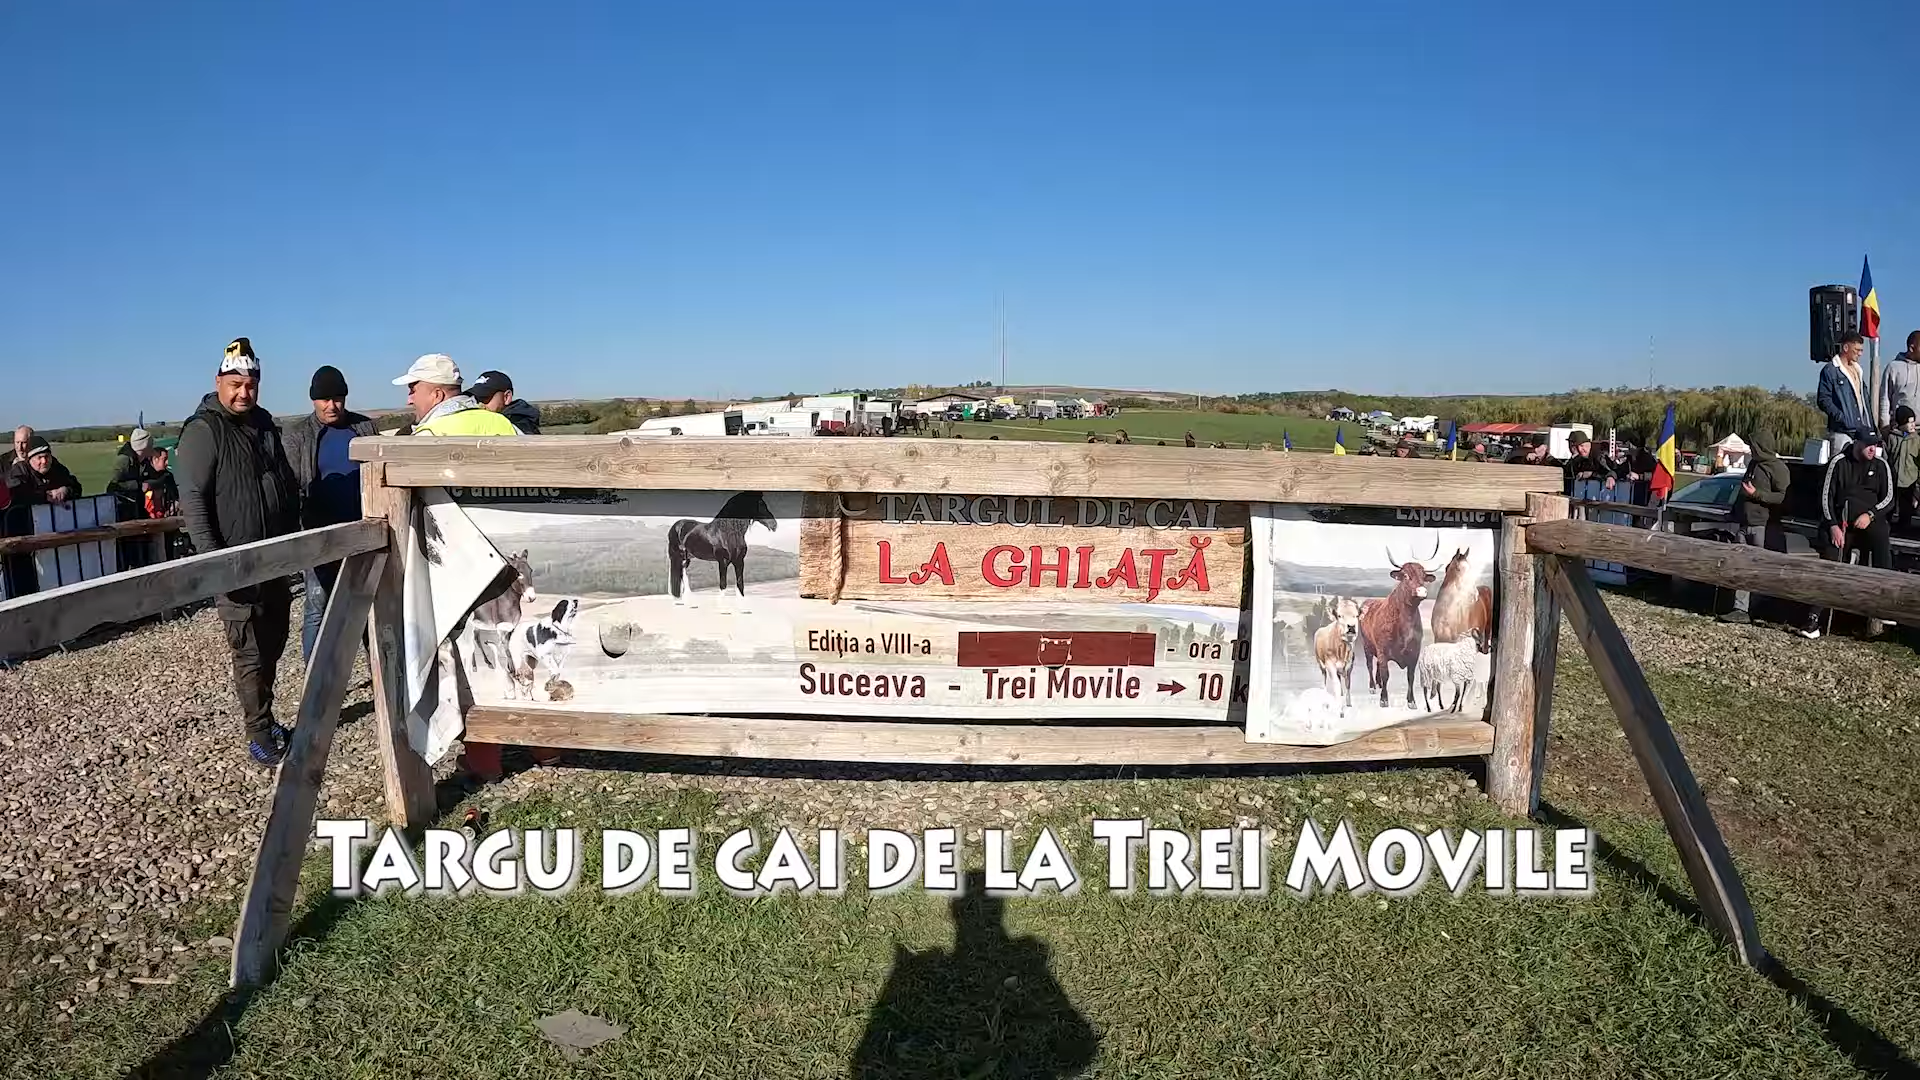 TARGUL DE CAI
LA GHIAȚĂ
Expoziție
Ediția a VIII-a - ora 10
Suceava - Trei Movile → 10 k
TARGU DE CAI DE LA TREI MOVILE